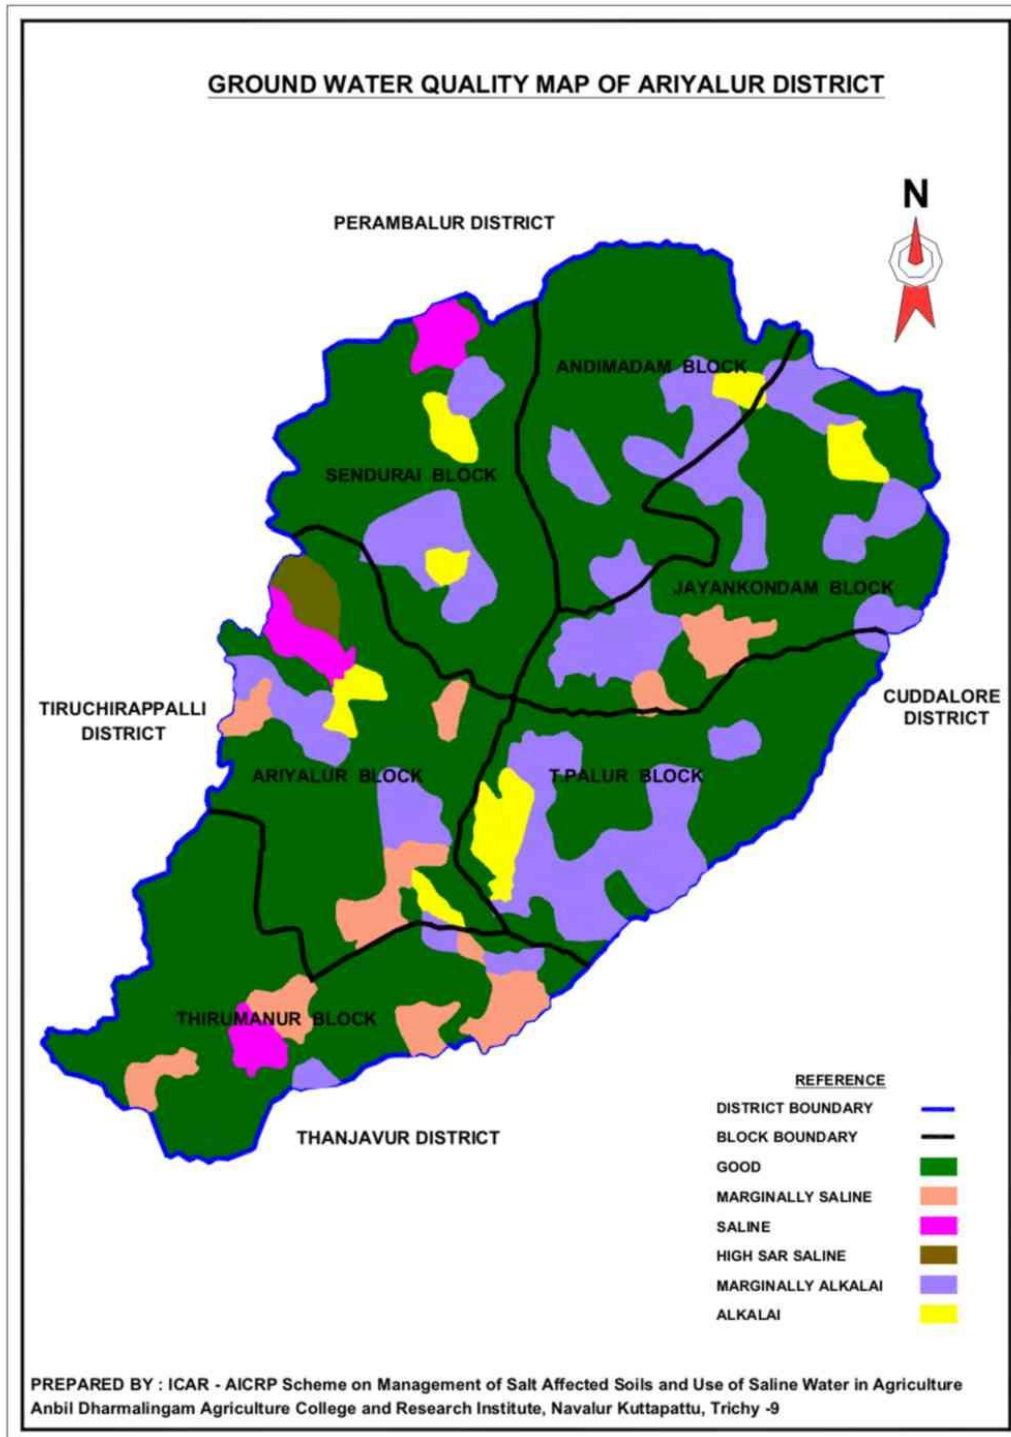 GROUND WATER QUALITY MAP OF ARIYALUR DISTRICT
N
PERAMBALUR DISTRICT
ANDIMADAM BLOCK
SENDURAI BLOCK
JAYANKONDAM BLOCK
TIRUCHIRAPPALLI
DISTRICT
CUDDALORE
DISTRICT
ARIYALUR BLOCK
T.PALUR BLOCK
THIRUMANUR BLOCK
THANJAVUR DISTRICT
REFERENCE
DISTRICT BOUNDARY
BLOCK BOUNDARY
GOOD
MARGINALLY SALINE
SALINE
HIGH SAR SALINE
MARGINALLY ALKALAI
ALKALAI
PREPARED BY : ICAR - AICRP Scheme on Management of Salt Affected Soils and Use of Saline Water in Agriculture
Anbil Dharmalingam Agriculture College and Research Institute, Navalur Kuttapattu, Trichy -9